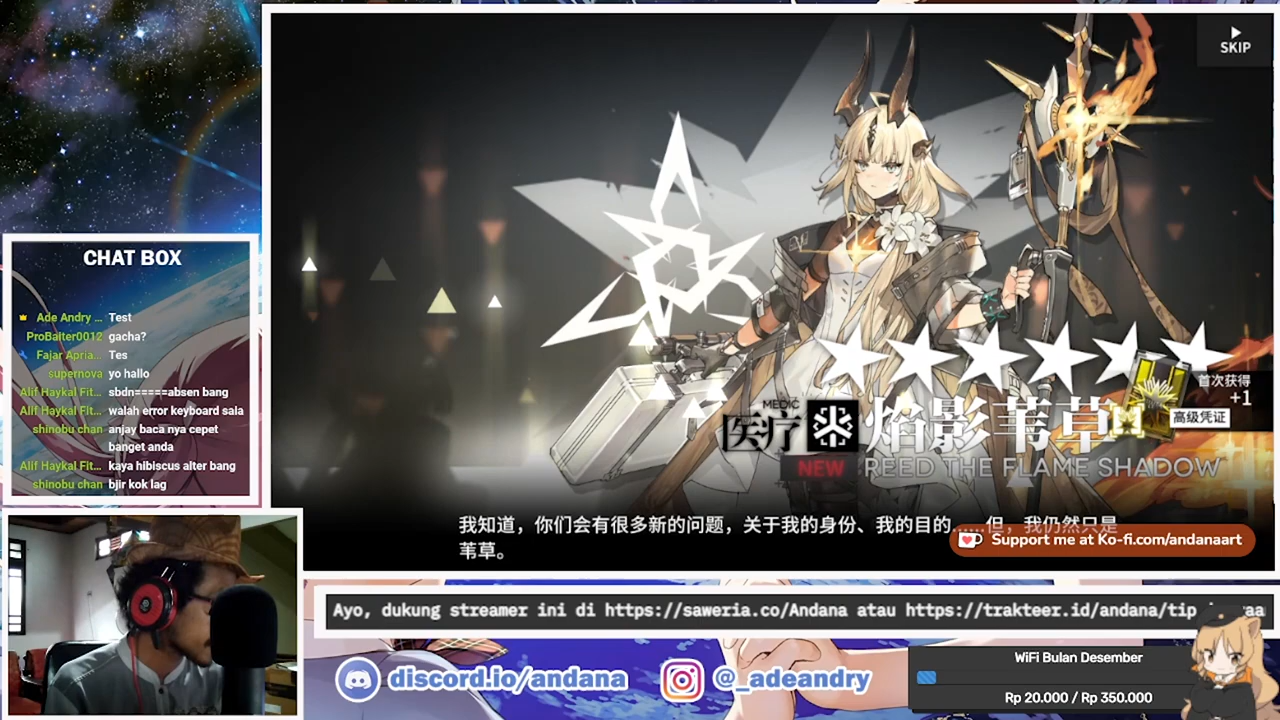 SKIP
CHAT BOX
Ade Andry ... Test
ProBaiter0012 gacha?
Fajar Apria... Tes
supernova yo hallo
Alif Haykal Fit... sbdn=====absen bang
Alif Haykal Fit... walah error keyboard sala
shinobu chan anjay baca nya cepet
banget anda
Alif Haykal Fit... kaya hibiscus alter bang
shinobu chan bjir kok lag
首次获得
+1
高级凭证
MEDIC
医疗
焰影苇草
NEW
REED THE FLAME SHADOW
我知道，你们会有很多新的问题，关于我的身份、我的目的......但，我仍然只是
苇草。
Support me at Ko-fi.com/andanaart
Ayo, dukung streamer ini di https://saweria.co/Andana atau https://trakteer.id/andana/tip
discord.io/andana
@_adeandry
WiFi Bulan Desember
Rp 20.000 / Rp 350.000